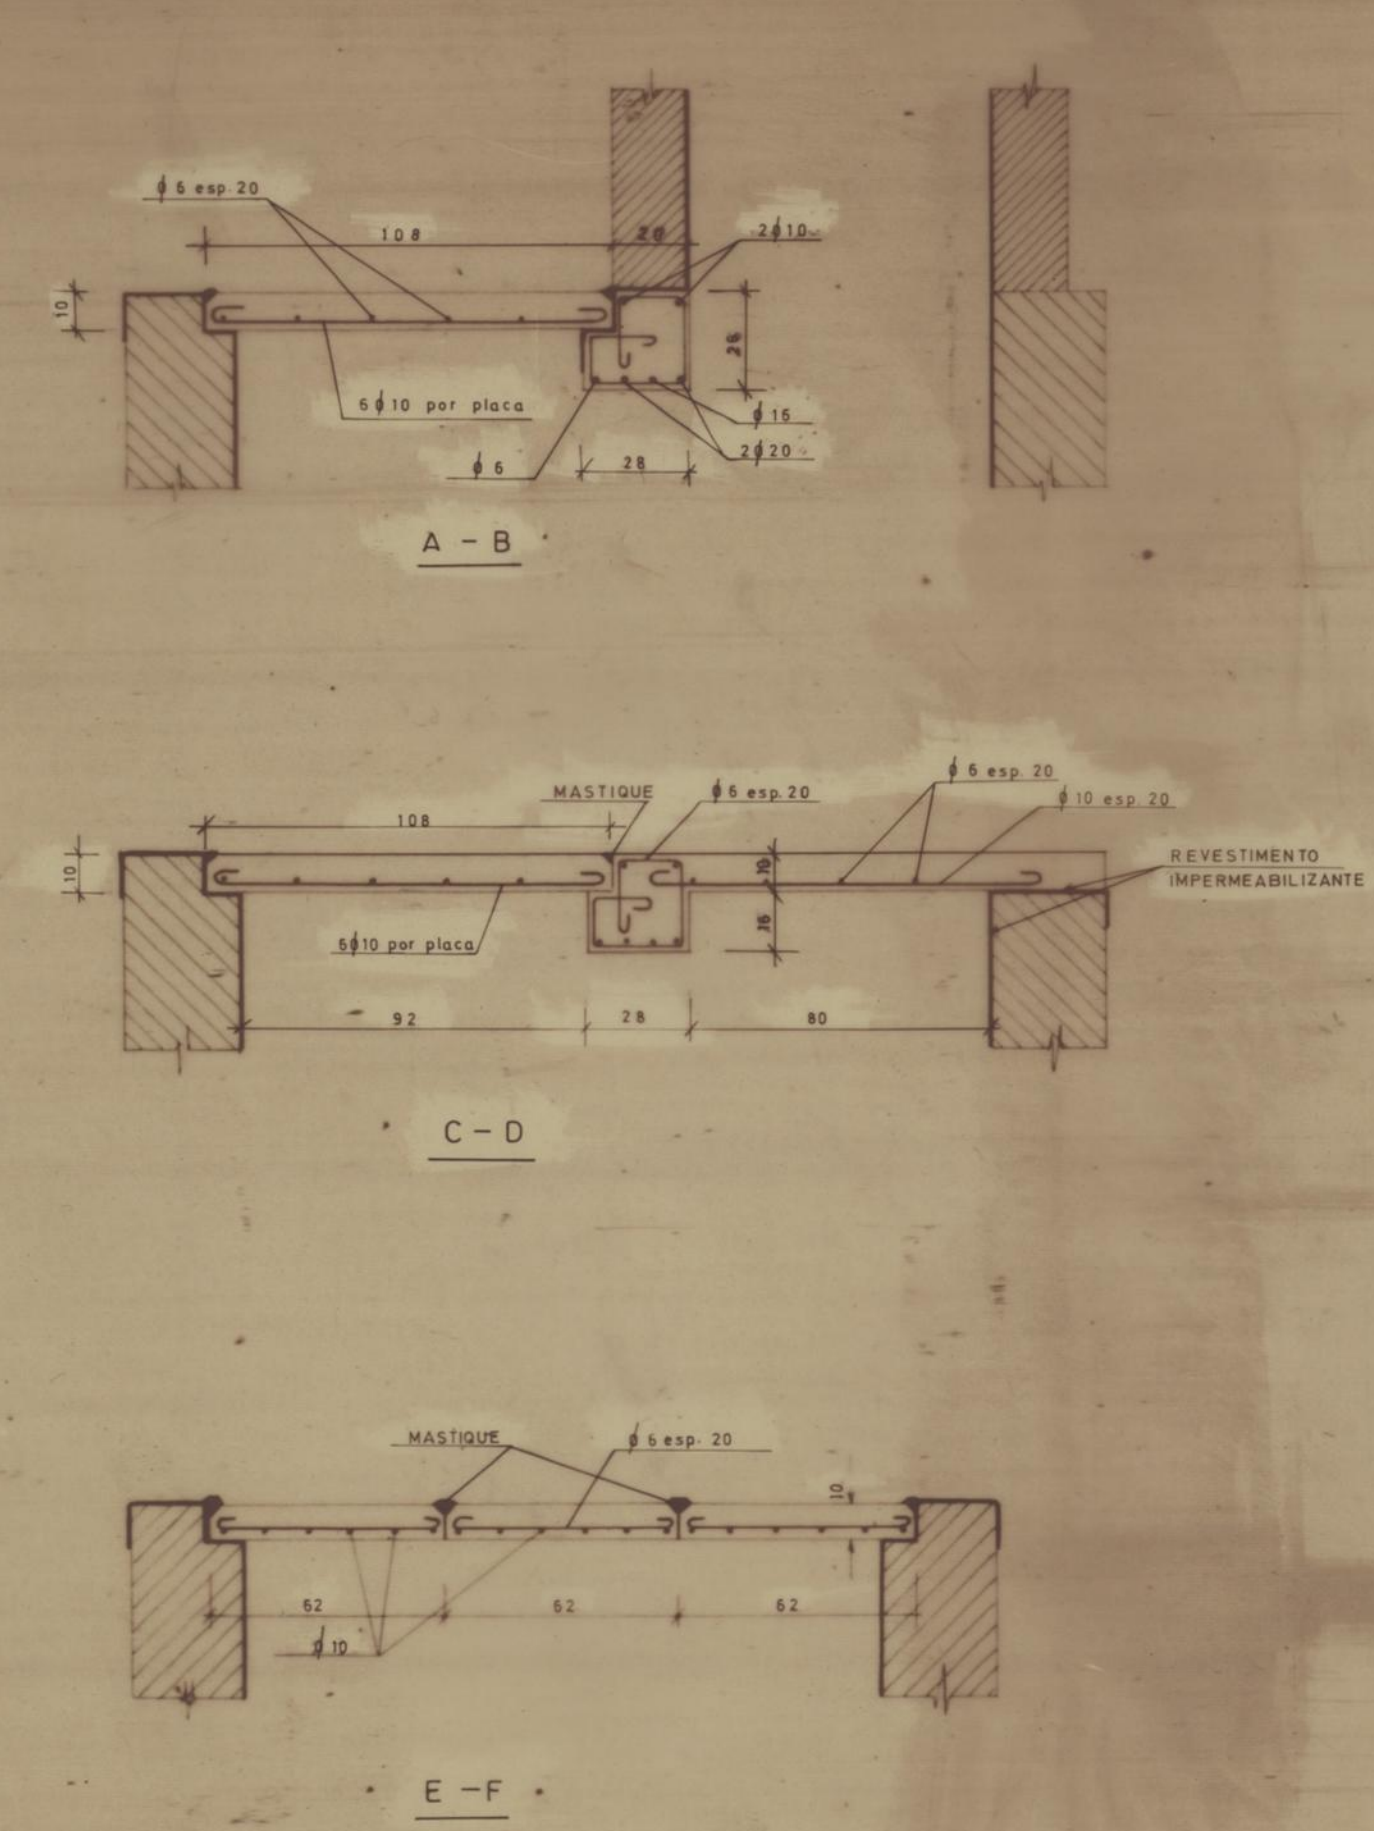 ϕ 6 esp. 20
108
20
2ϕ10
10
28
6ϕ10 por placa
ϕ 16
2ϕ20
ϕ 6
28
A - B
MASTIQUE
ϕ 6 esp. 20
ϕ 6 esp. 20
ϕ 10 esp. 20
108
10
10
REVESTIMENTO
IMPERMEABILIZANTE
6ϕ10 por placa
92
28
80
C - D
MASTIQUE
ϕ 6 esp. 20
10
62
62
62
ϕ 10
E - F